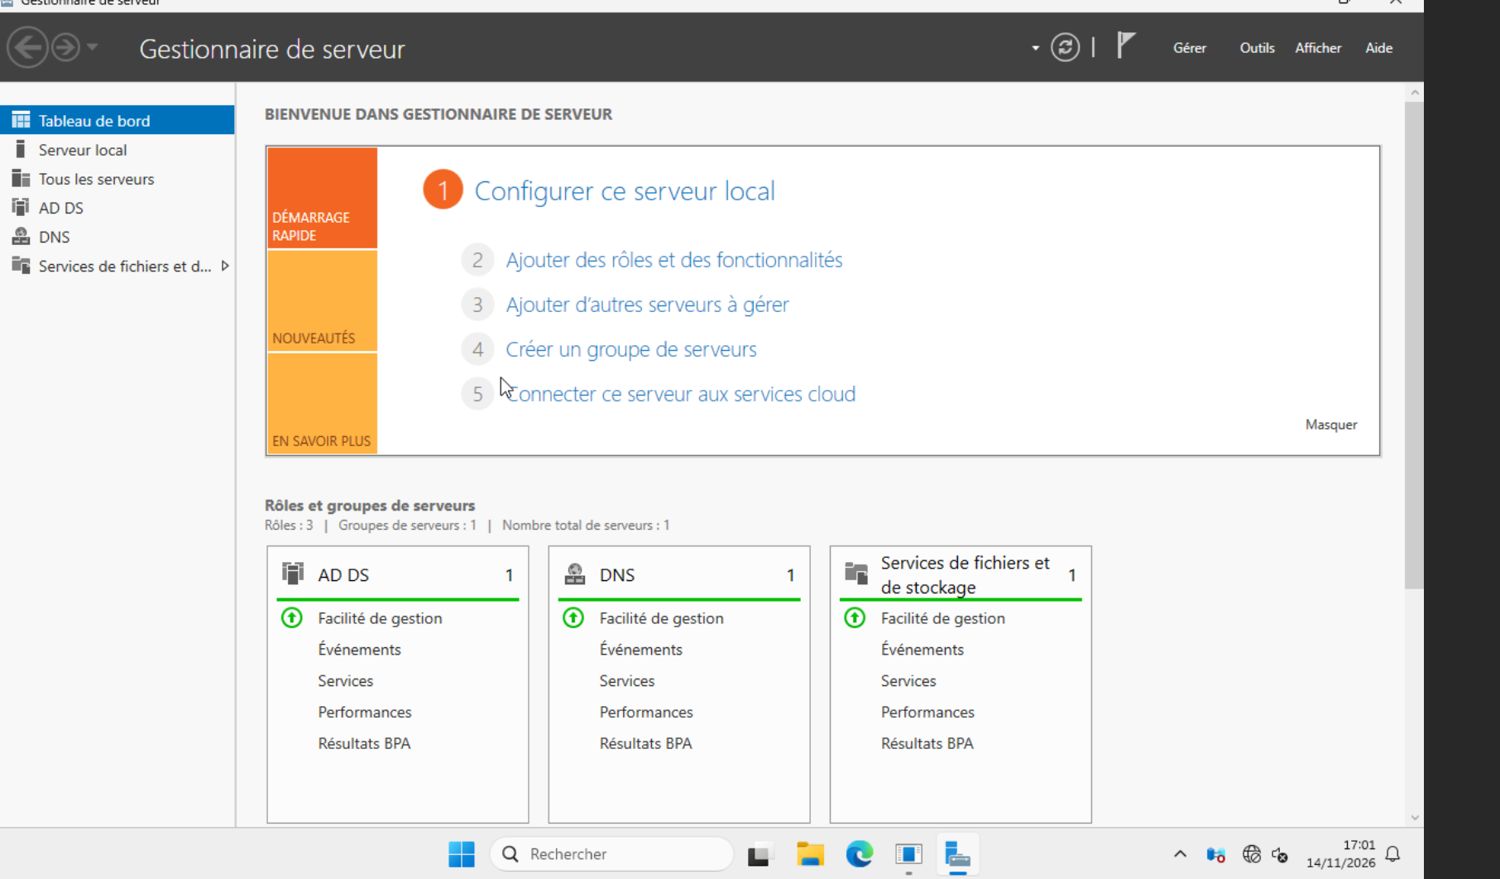 Gestionnaire de serveur
Gestionnaire de serveur
Gérer
Outils
Afficher
Aide
Tableau de bord
Serveur local
Tous les serveurs
AD DS
DNS
Services de fichiers et d...
BIENVENUE DANS GESTIONNAIRE DE SERVEUR
DÉMARRAGE
RAPIDE
NOUVEAUTÉS
EN SAVOIR PLUS
1 Configurer ce serveur local
2 Ajouter des rôles et des fonctionnalités
3 Ajouter d'autres serveurs à gérer
4 Créer un groupe de serveurs
5 Connecter ce serveur aux services cloud
Masquer
Rôles et groupes de serveurs
Rôles : 3 | Groupes de serveurs : 1 | Nombre total de serveurs : 1
AD DS 1
Facilité de gestion
Événements
Services
Performances
Résultats BPA
DNS 1
Facilité de gestion
Événements
Services
Performances
Résultats BPA
Services de fichiers et
de stockage
1
Facilité de gestion
Événements
Services
Performances
Résultats BPA
Rechercher
17:01
14/11/2026